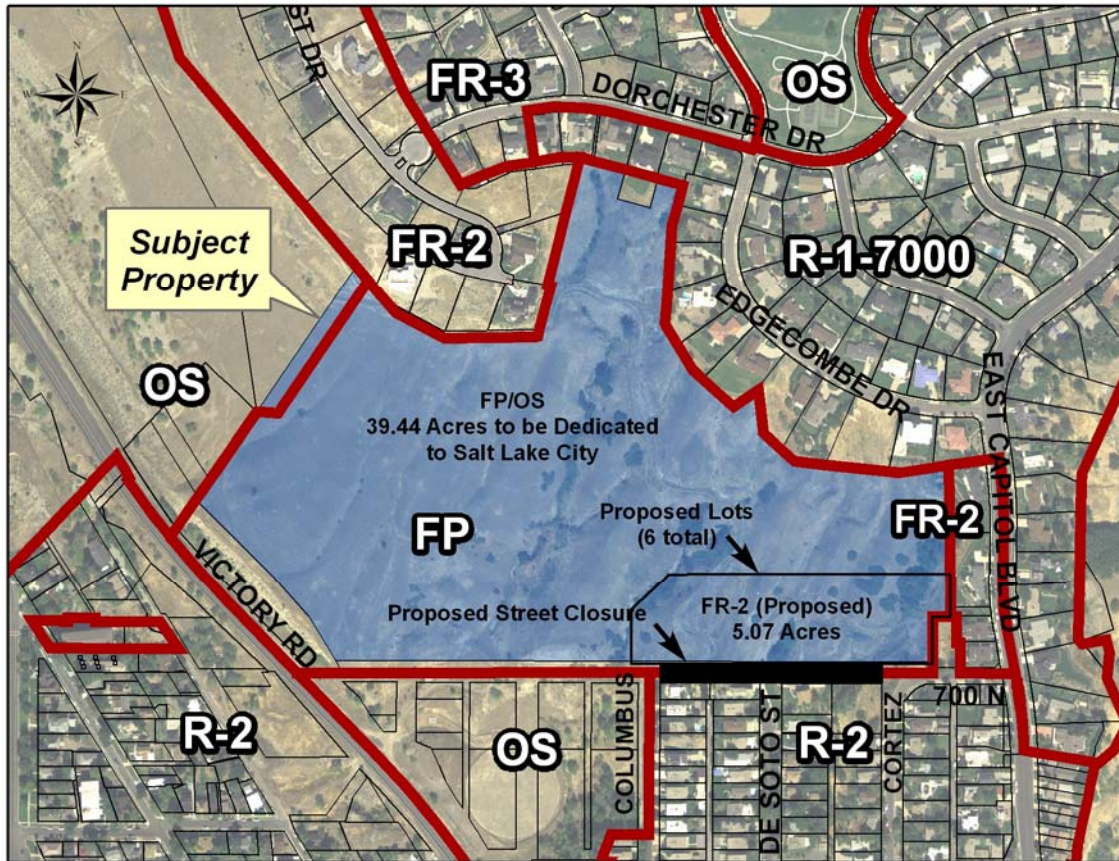 N
W
E
S
ST DR
FR-3
DORCHESTER DR
OS
Subject
Property
FR-2
R-1-7000
EDGECOMBE DR
EAST CAPITOL BLVD
OS
FP/OS
39.44 Acres to be Dedicated
to Salt Lake City
FP
Proposed Lots
(6 total)
FR-2
VICTORY RD
Proposed Street Closure
FR-2 (Proposed)
5.07 Acres
R-2
OS
COLUMBUS
DE SOTO ST
R-2
CORTEZ
700 N